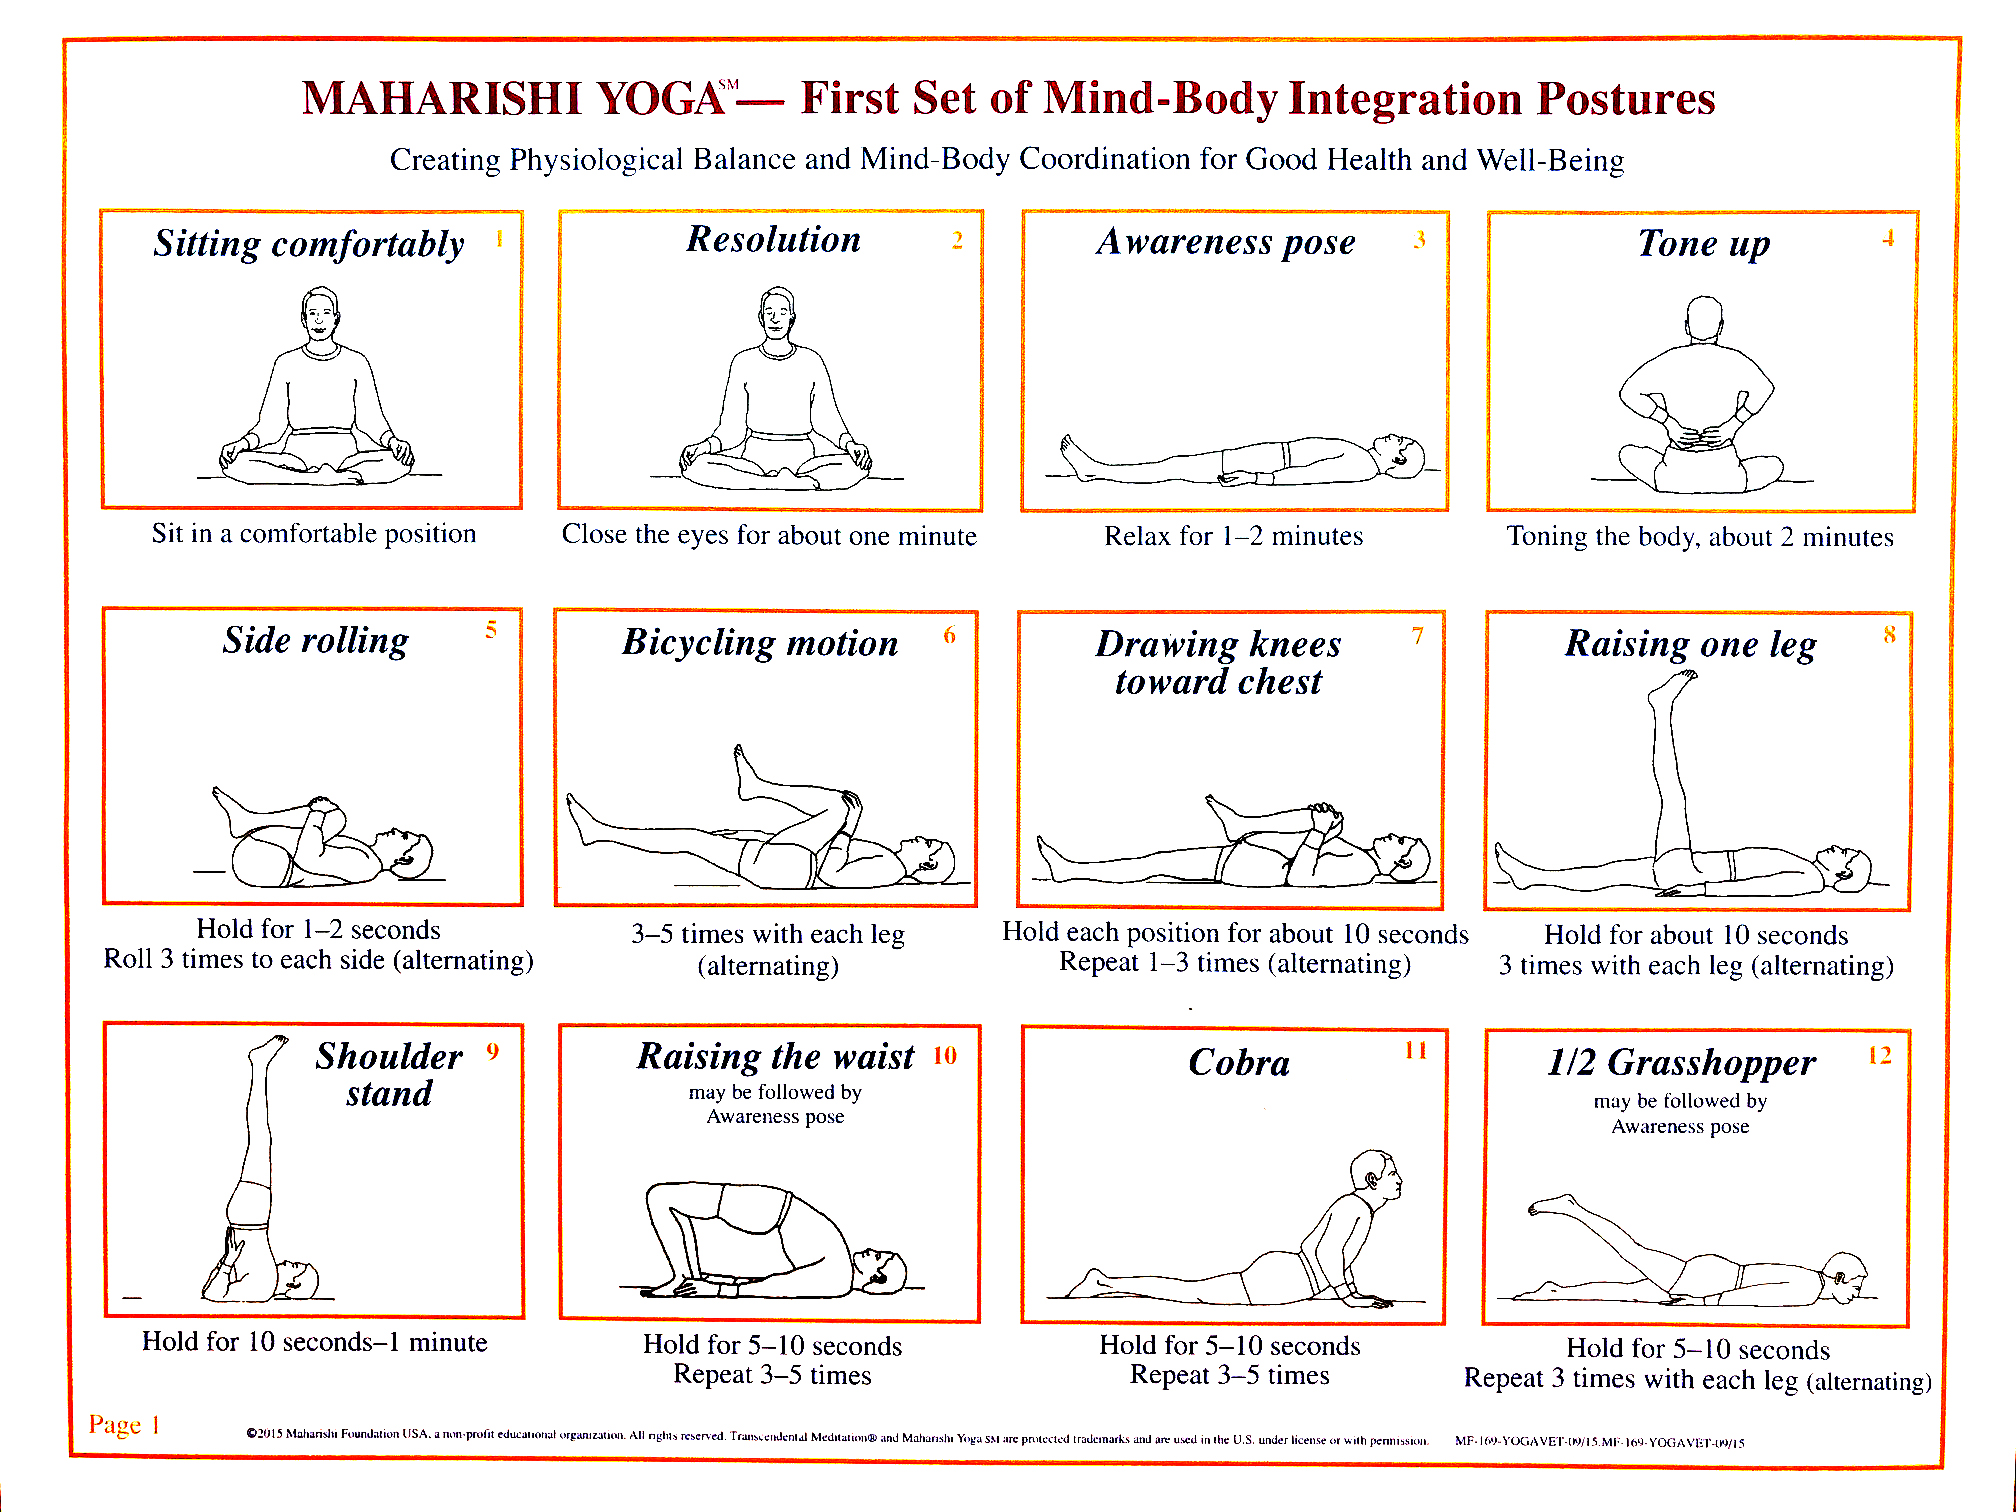 MAHARISHI YOGA℠— First Set of Mind-Body Integration Postures
Creating Physiological Balance and Mind-Body Coordination for Good Health and Well-Being
Sitting comfortably 1
Sit in a comfortable position
Resolution 2
Close the eyes for about one minute
Awareness pose 3
Relax for 1–2 minutes
Tone up 4
Toning the body, about 2 minutes
Side rolling 5
Hold for 1–2 seconds
Roll 3 times to each side (alternating)
Bicycling motion 6
3–5 times with each leg
(alternating)
Drawing knees 7
toward chest
Hold each position for about 10 seconds
Repeat 1–3 times (alternating)
Raising one leg 8
Hold for about 10 seconds
3 times with each leg (alternating)
Shoulder 9
stand
Hold for 10 seconds–1 minute
Raising the waist 10
may be followed by
Awareness pose
Hold for 5–10 seconds
Repeat 3–5 times
Cobra 11
Hold for 5–10 seconds
Repeat 3–5 times
1/2 Grasshopper 12
may be followed by
Awareness pose
Hold for 5–10 seconds
Repeat 3 times with each leg (alternating)
Page 1
©2015 Maharishi Foundation USA, a non-profit educational organization. All rights reserved. Transcendental Meditation® and Maharishi Yoga SM are protected trademarks and are used in the U.S. under license or with permission. MF-169-YOGAVET-09/15.MF-169-YOGAVET-09/15